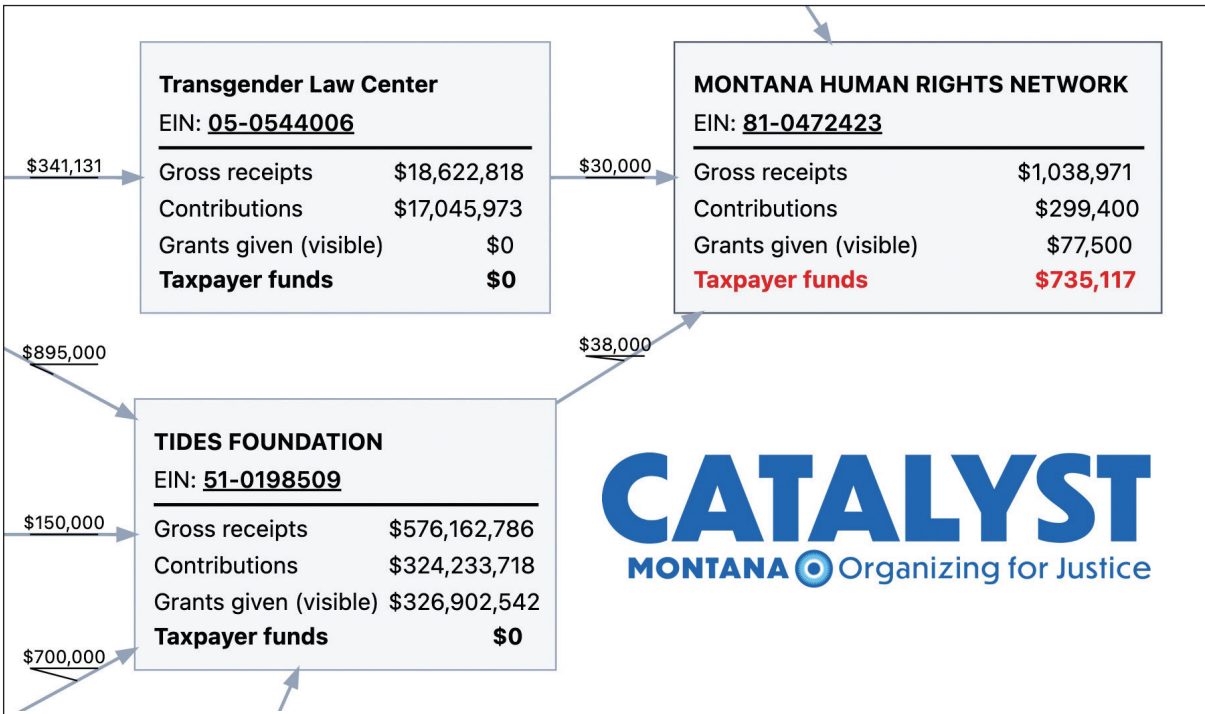 $341,131
Transgender Law Center
EIN: 05-0544006
Gross receipts $18,622,818
Contributions $17,045,973
Grants given (visible) $0
Taxpayer funds $0
$30,000
MONTANA HUMAN RIGHTS NETWORK
EIN: 81-0472423
Gross receipts $1,038,971
Contributions $299,400
Grants given (visible) $77,500
Taxpayer funds $735,117
$895,000
$38,000
$150,000
$700,000
TIDES FOUNDATION
EIN: 51-0198509
Gross receipts $576,162,786
Contributions $324,233,718
Grants given (visible) $326,902,542
Taxpayer funds $0
CATALYST
MONTANA Organizing for Justice